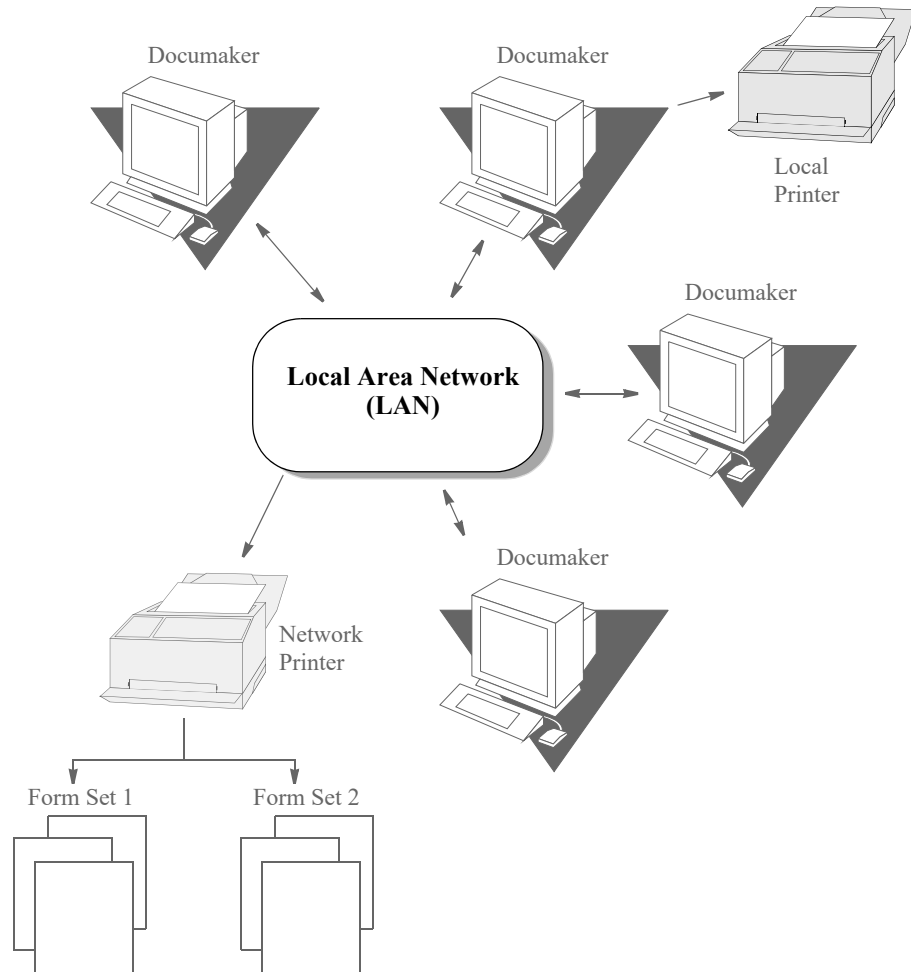 Documaker
Documaker
Local
Printer
Documaker
Local Area Network
(LAN)
Documaker
Network
Printer
Form Set 1
Form Set 2